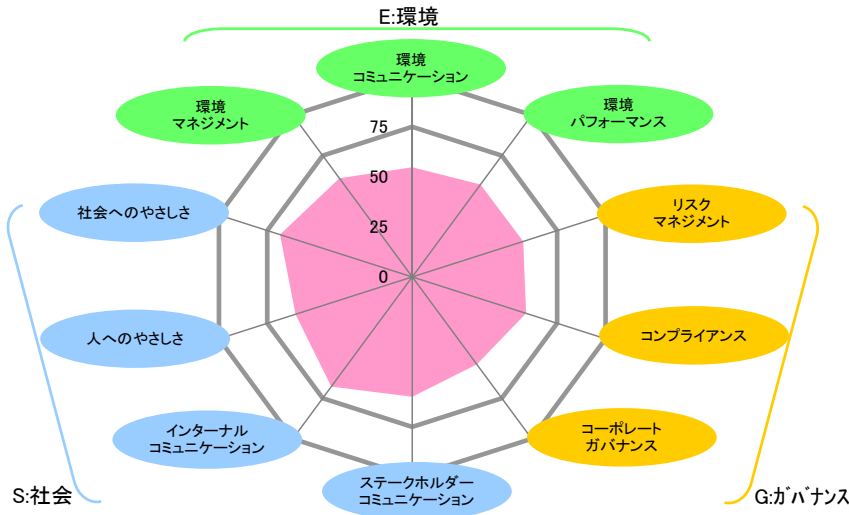 E:環境
環境
コミュニケーション
環境
マネジメント
環境
パフォーマンス
75
50
25
0
社会へのやさしさ
リスク
マネジメント
人へのやさしさ
コンプライアンス
インターナル
コミュニケーション
コーポレート
ガバナンス
ステークホルダー
コミュニケーション
S:社会
G:ガバナンス